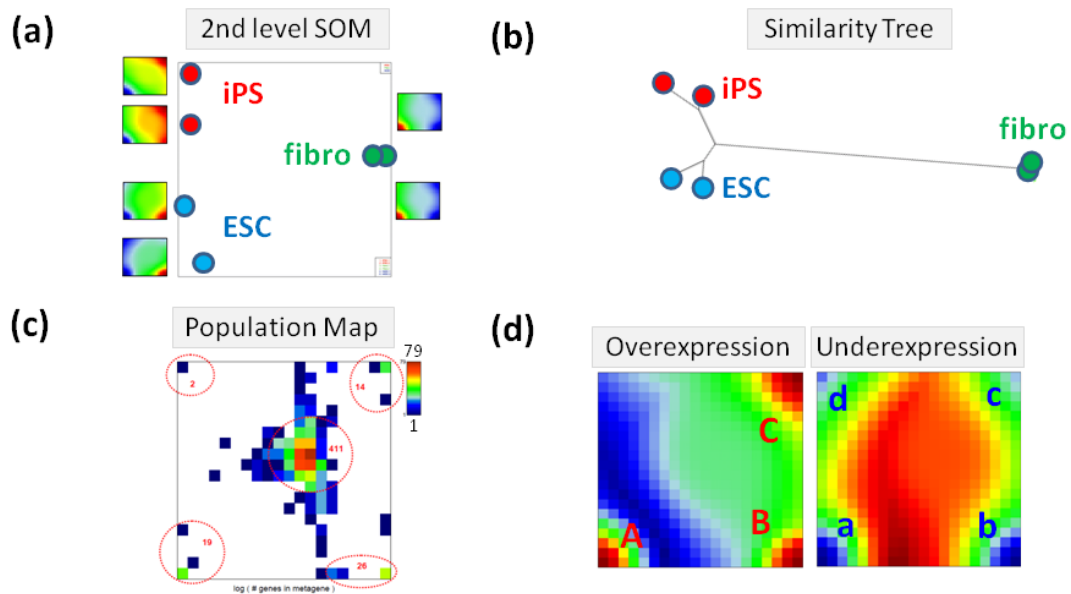 (a)
2nd level SOM
iPS
fibro
ESC
(b)
Similarity Tree
iPS
fibro
ESC
(c)
Population Map
79
1
2
14
411
19
26
log ( # genes in metagene )
(d)
Overexpression
Underexpression
A
B
C
d
c
a
b